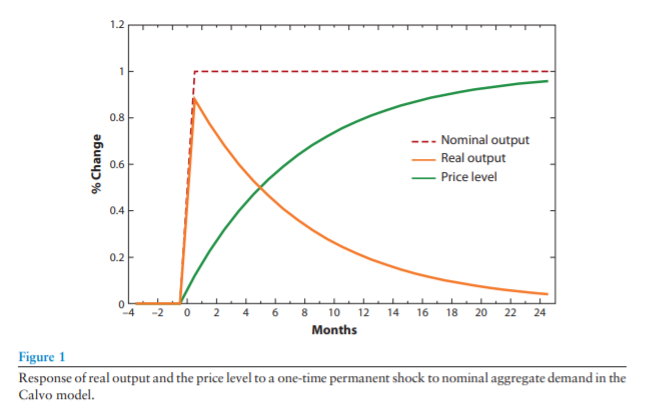 1.2
1
0.8
0.6
0.4
0.2
0
% Change
Nominal output
Real output
Price level
–4 –2 0 2 4 6 8 10 12 14 16 18 20 22 24
Months
Figure 1
Response of real output and the price level to a one-time permanent shock to nominal aggregate demand in the
Calvo model.